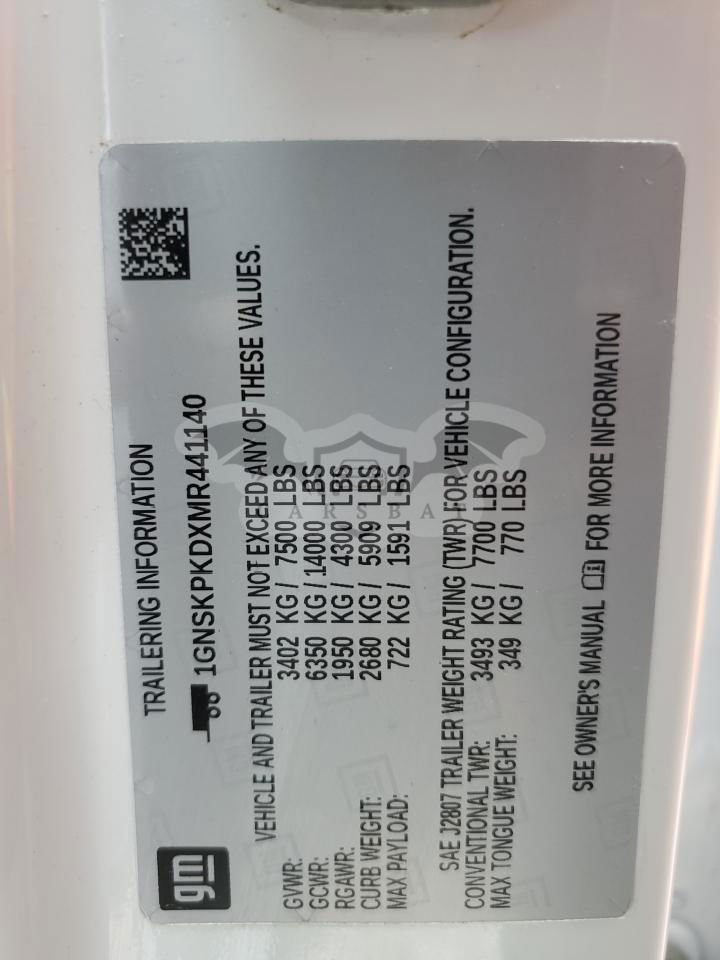 gm
TRAILERING INFORMATION
1GNSKPKDXMR441140
VEHICLE AND TRAILER MUST NOT EXCEED ANY OF THESE VALUES.
GVWR: 3402 KG / 7500 LBS
GCWR: 6350 KG / 14000 LBS
RGAWR: 1950 KG / 4300 LBS
CURB WEIGHT: 2680 KG / 5909 LBS
MAX PAYLOAD: 722 KG / 1591 LBS
SAE J2807 TRAILER WEIGHT RATING (TWR) FOR VEHICLE CONFIGURATION.
CONVENTIONAL TWR: 3493 KG / 7700 LBS
MAX TONGUE WEIGHT: 349 KG / 770 LBS
SEE OWNER'S MANUAL FOR MORE INFORMATION